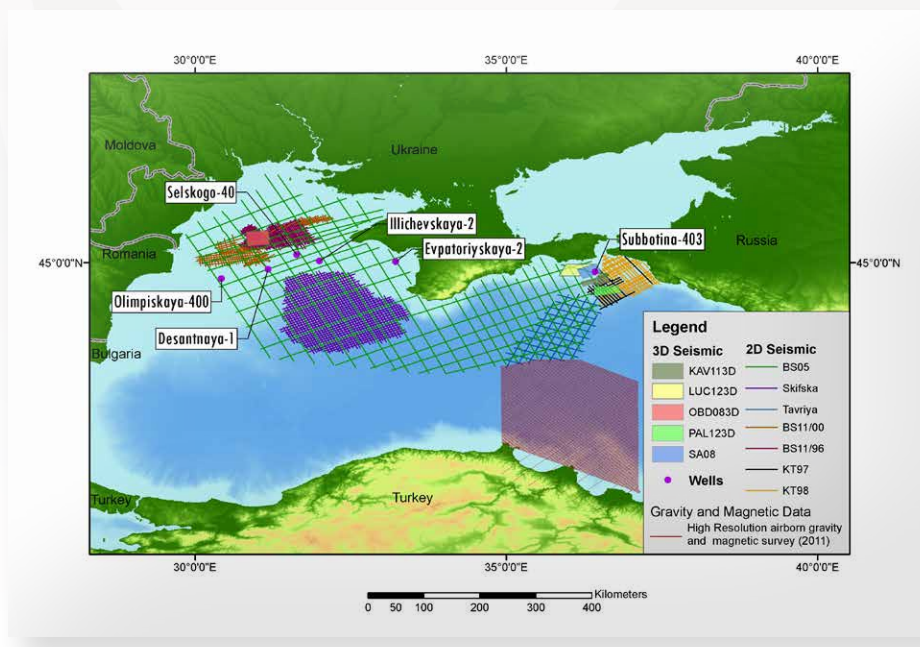 30°0'0"E
35°0'0"E
40°0'0"E
Moldova
Ukraine
Selskoga-40
Illichevskaya-2
Romania
Evpatoriyskaya-2
Subbotina-403
Russia
45°0'0"N
45°0'0"N
Olimpiskaya-400
Desantnaya-1
Bulgaria
Turkey
Turkey
Legend
3D Seismic
KAV113D
LUC123D
OBD083D
PAL123D
SA08
Wells
2D Seismic
BS05
Skifska
Tavriya
BS11/00
BS11/96
KT97
KT98
Gravity and Magnetic Data
High Resolution airborn gravity
and magnetic survey (2011)
30°0'0"E
35°0'0"E
40°0'0"E
Kilometers
0 50 100 200 300 400